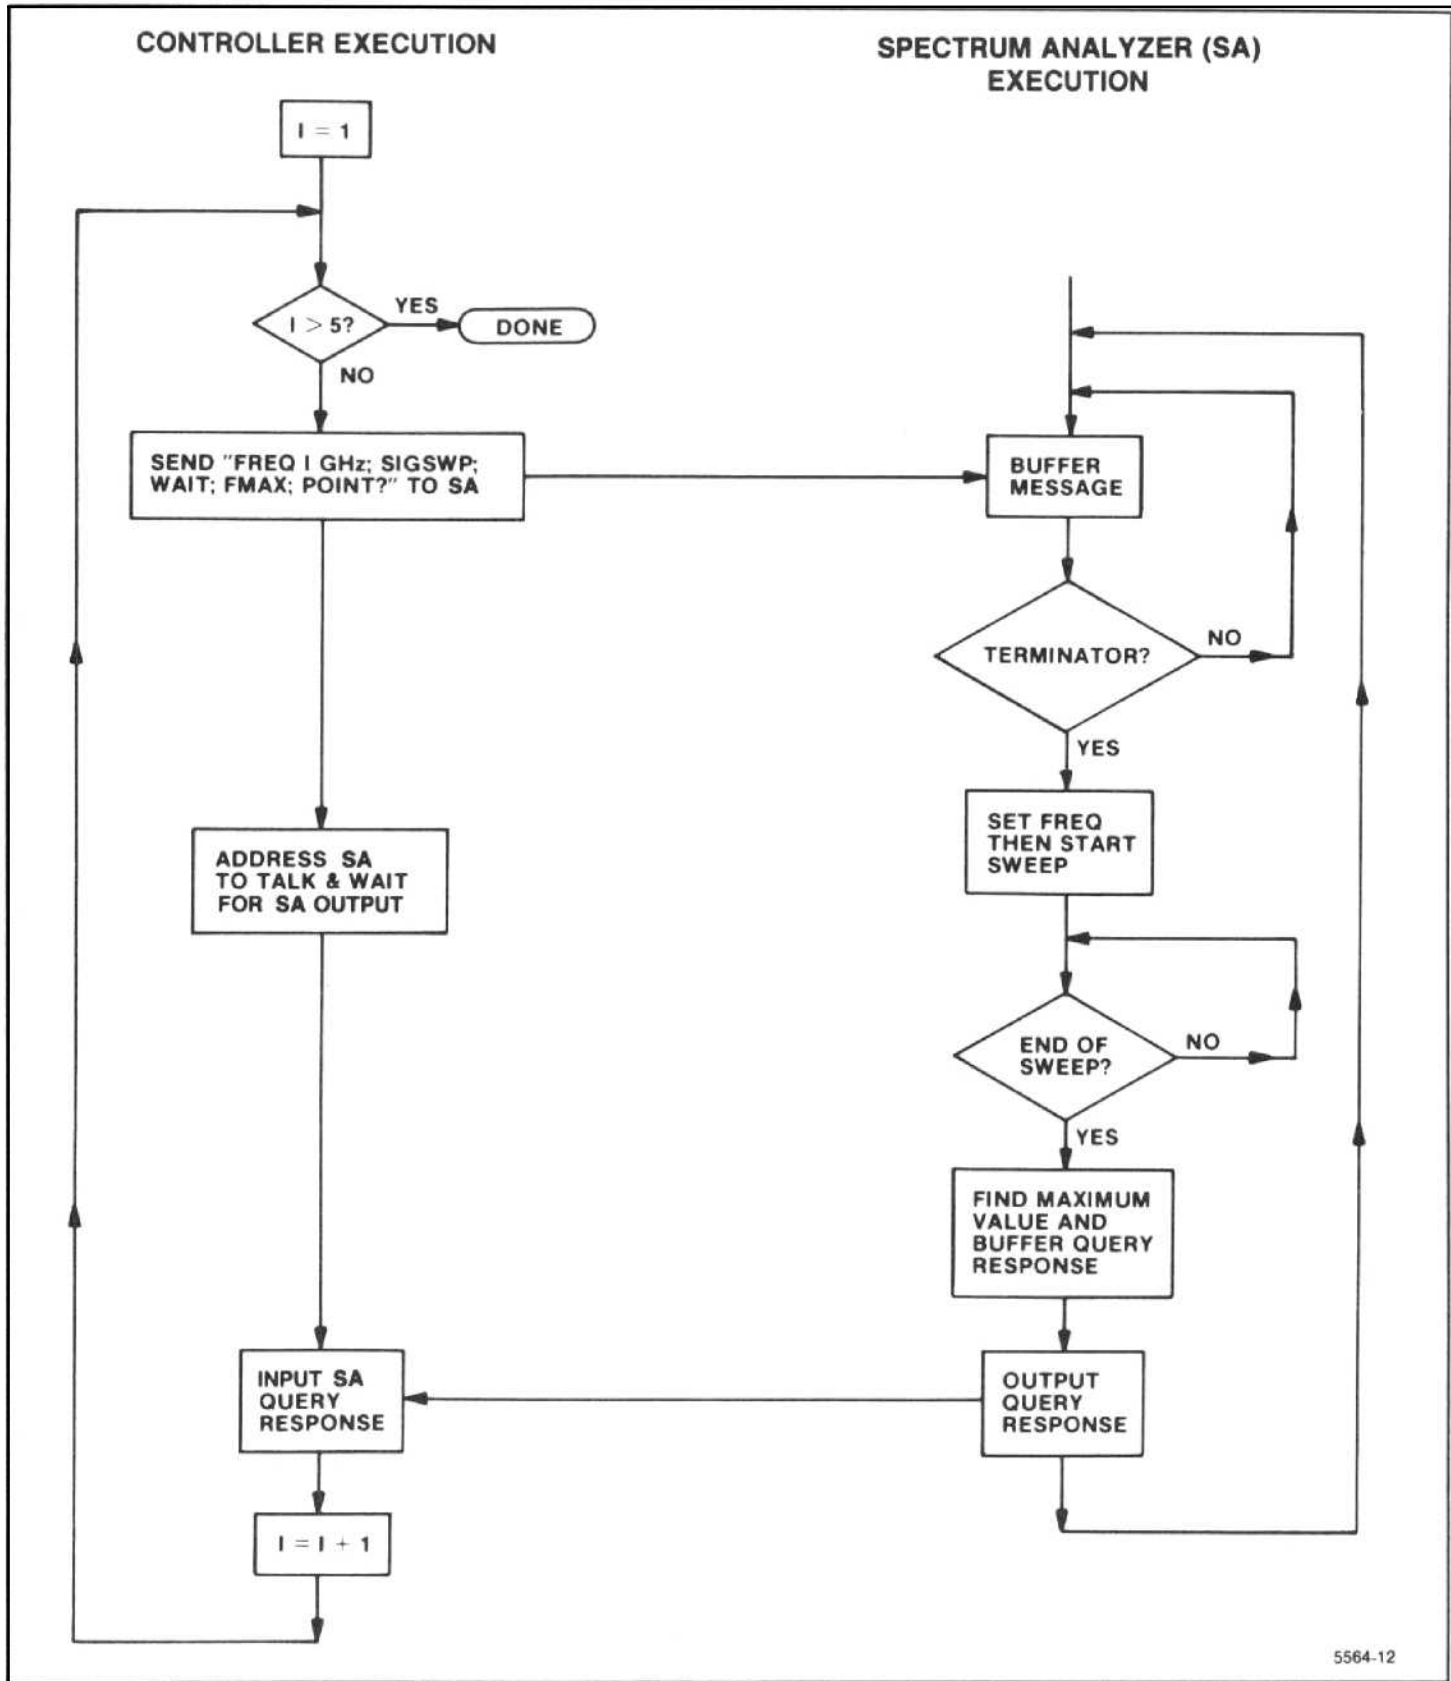 CONTROLLER EXECUTION
SPECTRUM ANALYZER (SA)
EXECUTION
I = 1
I > 5?
YES
DONE
NO
SEND "FREQ I GHz; SIGSWP;
WAIT; FMAX; POINT?" TO SA
ADDRESS SA
TO TALK & WAIT
FOR SA OUTPUT
INPUT SA
QUERY
RESPONSE
I = I + 1
BUFFER
MESSAGE
TERMINATOR?
NO
YES
SET FREQ
THEN START
SWEEP
END OF
SWEEP?
NO
YES
FIND MAXIMUM
VALUE AND
BUFFER QUERY
RESPONSE
OUTPUT
QUERY
RESPONSE
5564-12